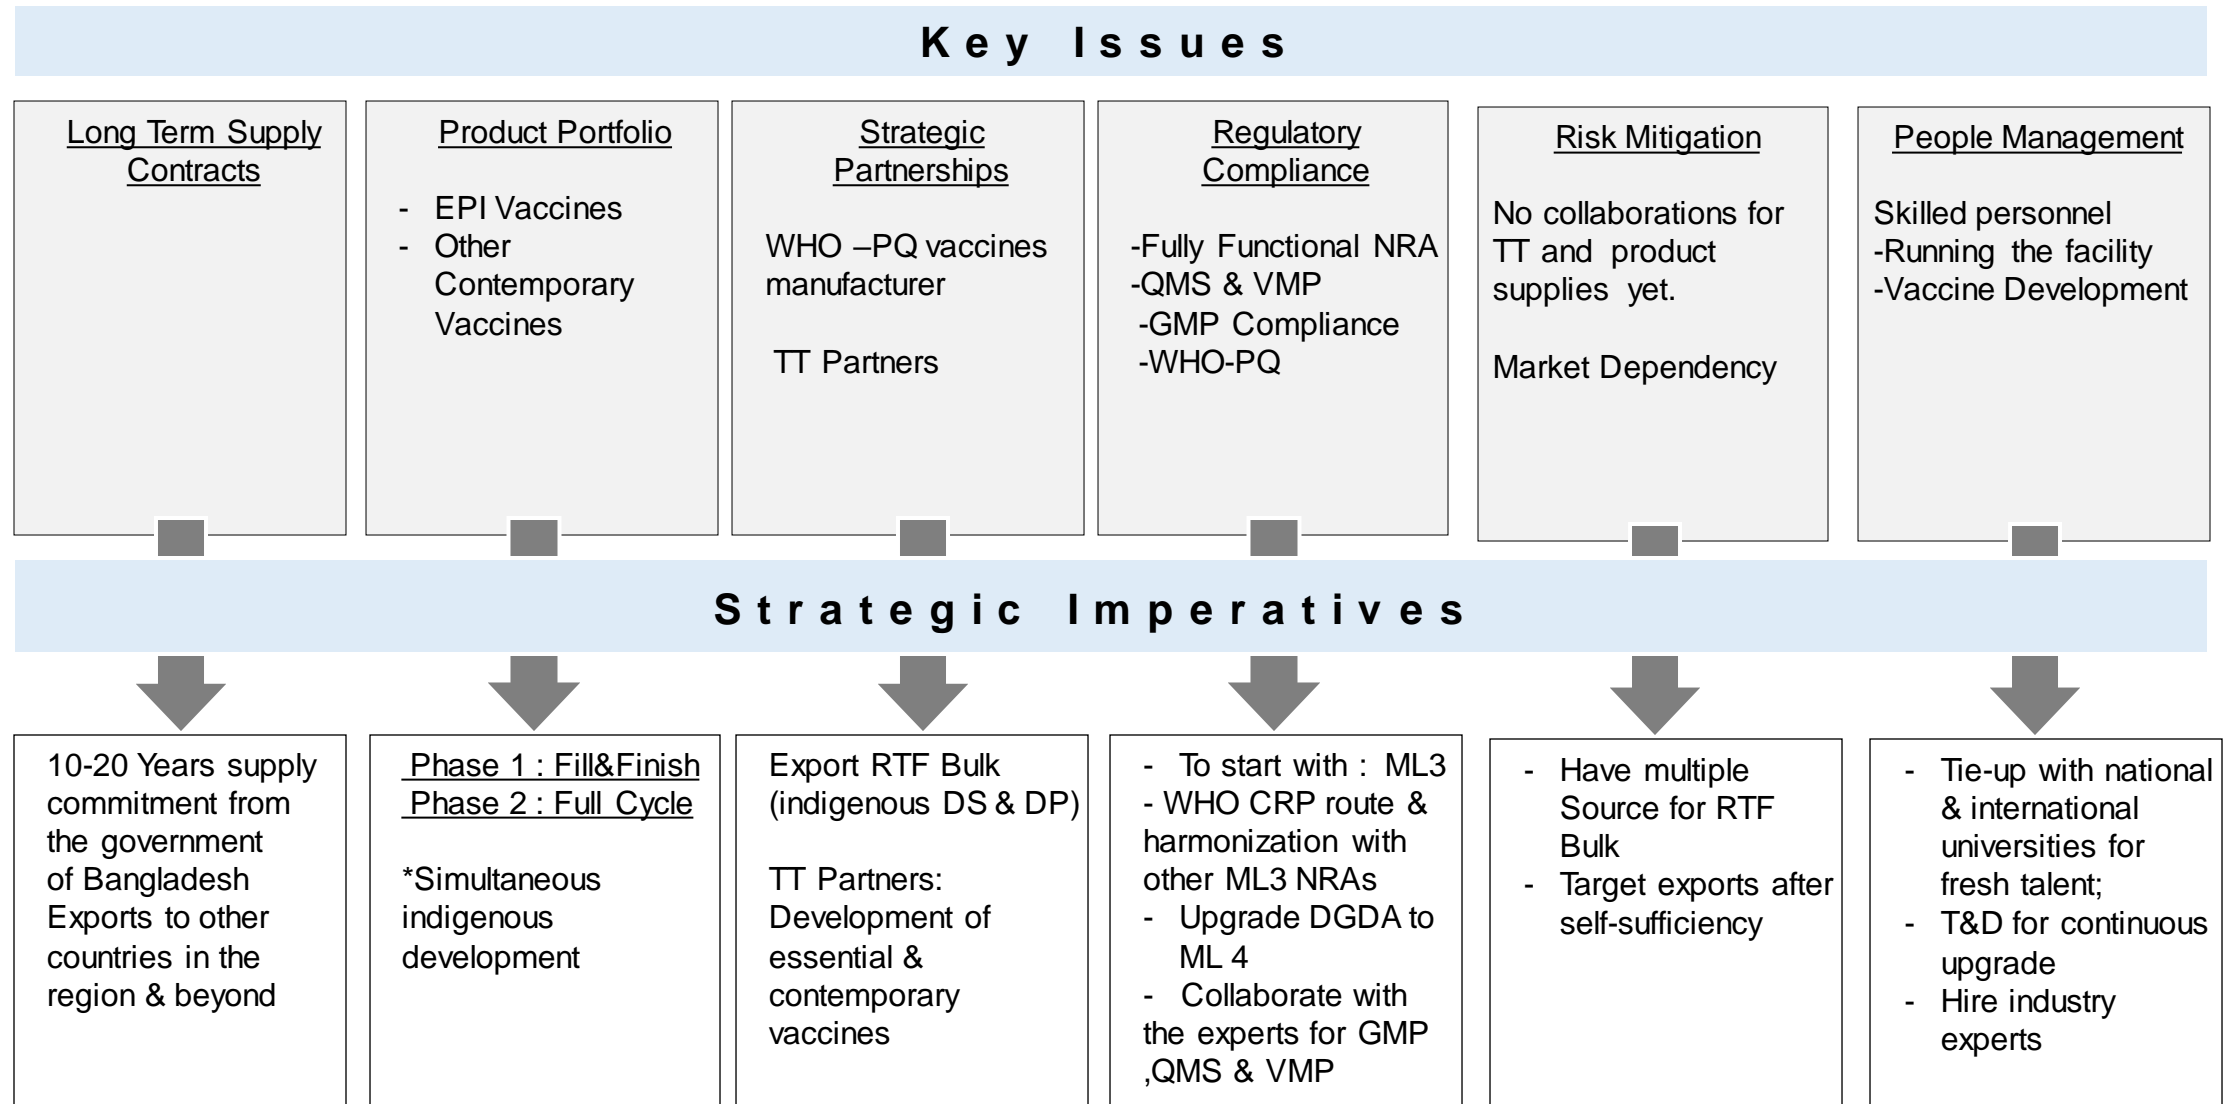 Key Issues
Long Term Supply
Contracts
Product Portfolio
- EPI Vaccines
- Other
Contemporary
Vaccines
Strategic
Partnerships
WHO –PQ vaccines
manufacturer
TT Partners
Regulatory
Compliance
-Fully Functional NRA
-QMS & VMP
-GMP Compliance
-WHO-PQ
Risk Mitigation
No collaborations for
TT and product
supplies yet.
Market Dependency
People Management
Skilled personnel
-Running the facility
-Vaccine Development
Strategic Imperatives
10-20 Years supply
commitment from
the government
of Bangladesh
Exports to other
countries in the
region & beyond
Phase 1 : Fill&Finish
Phase 2 : Full Cycle
*Simultaneous
indigenous
development
Export RTF Bulk
(indigenous DS & DP)
TT Partners:
Development of
essential &
contemporary
vaccines
- To start with : ML3
- WHO CRP route &
harmonization with
other ML3 NRAs
- Upgrade DGDA to
ML 4
- Collaborate with
the experts for GMP
,QMS & VMP
- Have multiple
Source for RTF
Bulk
- Target exports after
self-sufficiency
- Tie-up with national
& international
universities for
fresh talent;
- T&D for continuous
upgrade
- Hire industry
experts